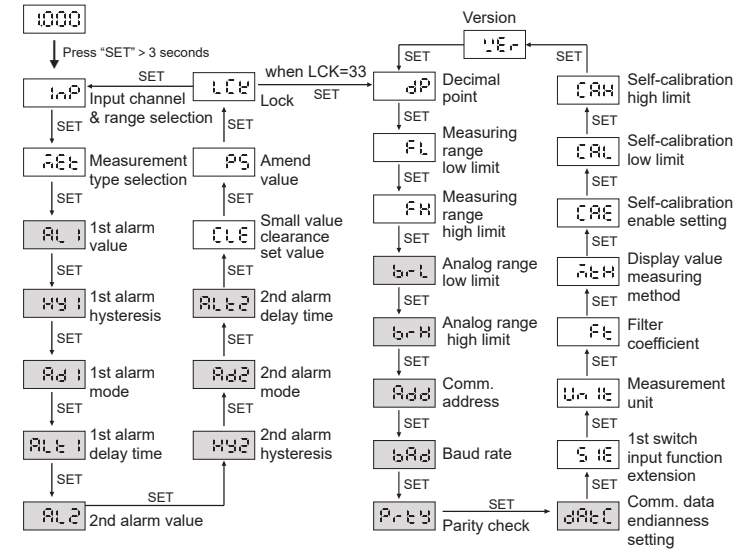 1.000
Press “SET” > 3 seconds
InP
Input channel
& range selection
SET
SET
LCK
Lock
when LCK=33
SET
MEt
Measurement
type selection
SET
AL1
1st alarm
value
SET
HY1
1st alarm
hysteresis
SET
Ad1
1st alarm
mode
SET
ALt1
1st alarm
delay time
SET
AL2
2nd alarm value
SET
HY2
2nd alarm
hysteresis
SET
Ad2
2nd alarm
mode
SET
ALt2
2nd alarm
delay time
SET
CLE
Small value
clearance
set value
SET
PS
Amend
value
SET
dP
Decimal
point
SET
FL
Measuring
range
low limit
SET
FH
Measuring
range
high limit
SET
brL
Analog range
low limit
SET
brH
Analog range
high limit
SET
Add
Comm.
address
SET
bAd
Baud rate
SET
PrtY
Parity check
SET
dAtC
Comm. data
endianness
setting
SET
SIE
1st switch
input function
extension
SET
UnIt
Measurement
unit
SET
Ft
Filter
coefficient
SET
MtH
Display value
measuring
method
SET
CAE
Self-calibration
enable setting
SET
CAL
Self-calibration
low limit
SET
CAH
Self-calibration
high limit
SET
Version
VEr
SET